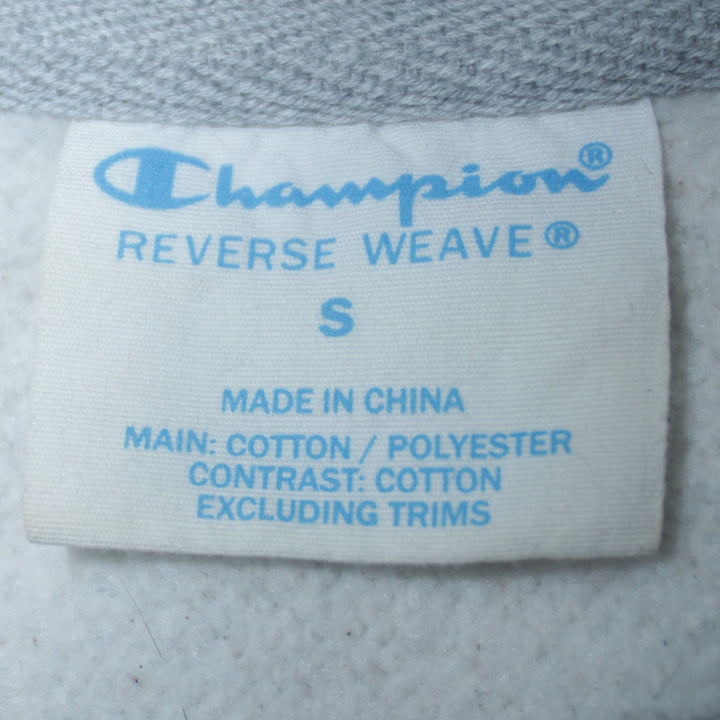 Champion®
REVERSE WEAVE®
S
MADE IN CHINA
MAIN: COTTON / POLYESTER
CONTRAST: COTTON
EXCLUDING TRIMS